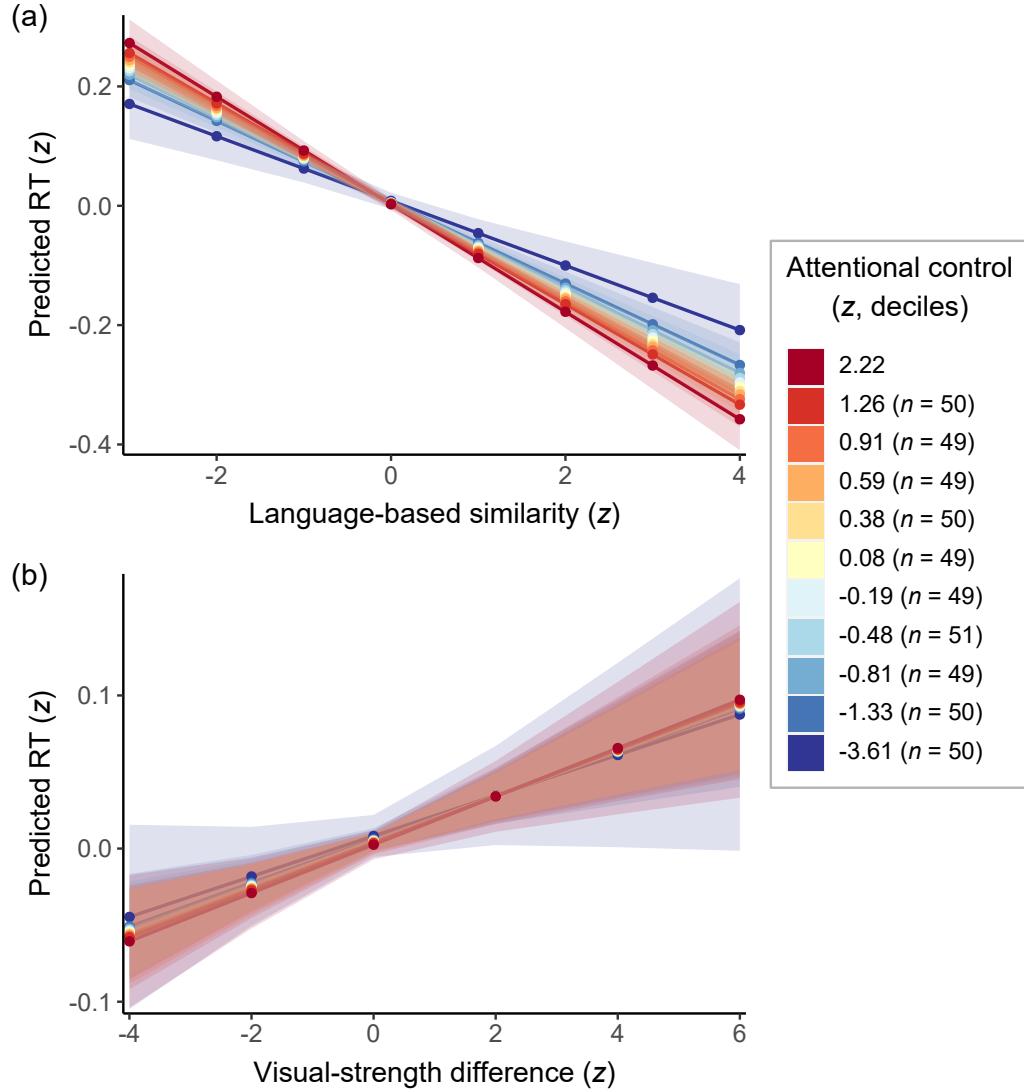 (a)
Predicted RT (z)
0.2
0.0
-0.2
-0.4
-2
0
2
4
Language-based similarity (z)
(b)
Predicted RT (z)
0.1
0.0
-0.1
-4
-2
0
2
4
6
Visual-strength difference (z)
Attentional control
(z, deciles)
2.22
1.26 (n = 50)
0.91 (n = 49)
0.59 (n = 49)
0.38 (n = 50)
0.08 (n = 49)
-0.19 (n = 49)
-0.48 (n = 51)
-0.81 (n = 49)
-1.33 (n = 50)
-3.61 (n = 50)